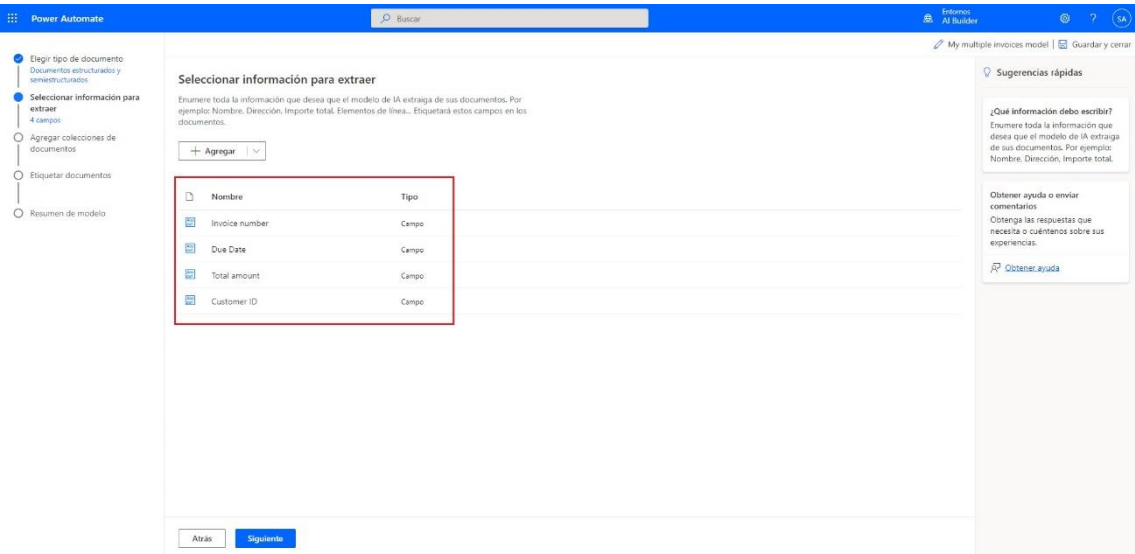 Power Automate
Buscar
Entornos
AI Builder
?
SA
My multiple invoices model
Guardar y cerrar
Elegir tipo de documento
Documentos estructurados y
semiestructurados
Seleccionar información para
extraer
4 campos
Agregar colecciones de
documentos
Etiquetar documentos
Resumen de modelo
Seleccionar información para extraer
Enumere toda la información que desea que el modelo de IA extraiga de sus documentos. Por
ejemplo: Nombre. Dirección, Importe total. Elementos de línea... Etiquetará estos campos en los
documentos.
Agregar
Nombre
Tipo
Invoice number
Campo
Due Date
Campo
Total amount
Campo
Customer ID
Campo
Atrás
Siguiente
Sugerencias rápidas
¿Qué información debo escribir?
Enumere toda la información que
desea que el modelo de IA extraiga
de sus documentos. Por ejemplo:
Nombre. Dirección, Importe total.
Obtener ayuda o enviar
comentarios
Obtenga las respuestas que
necesita o cuéntenos sobre sus
experiencias.
Obtener ayuda